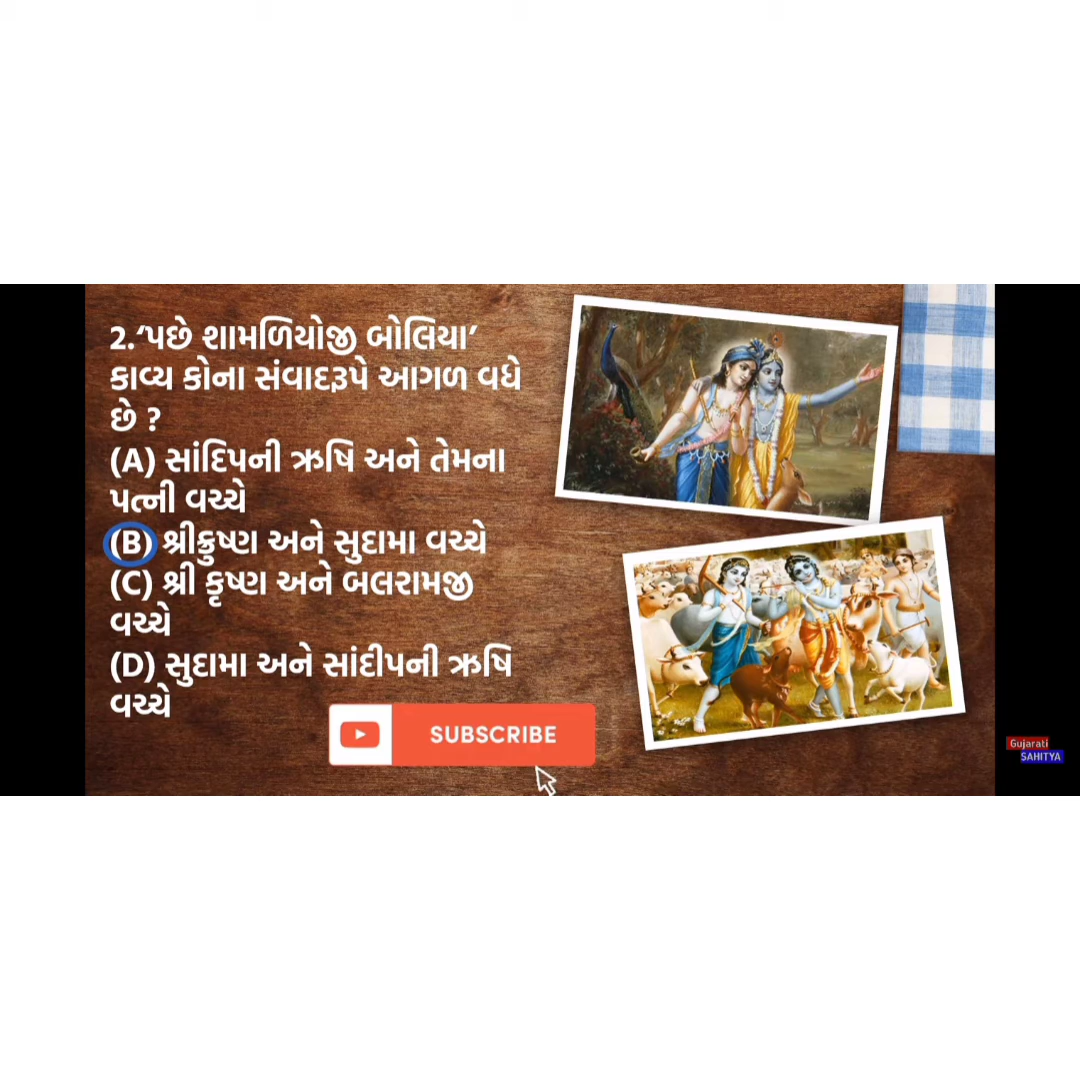 2.‘પછે શામળિયોજી બોલિયા’
કાવ્ય કોના સંવાદરૂપે આગળ વધે
છે ?
(A) સાંદિપની ઋષિ અને તેમના
પત્ની વચ્ચે
(B) શ્રીક્રુષ્ણ અને સુદામા વચ્ચે
(C) શ્રી કૃષ્ણ અને બલરામજી
વચ્ચે
(D) સુદામા અને સાંદીપની ઋષિ
વચ્ચે
SUBSCRIBE
Gujarati
SAHITYA